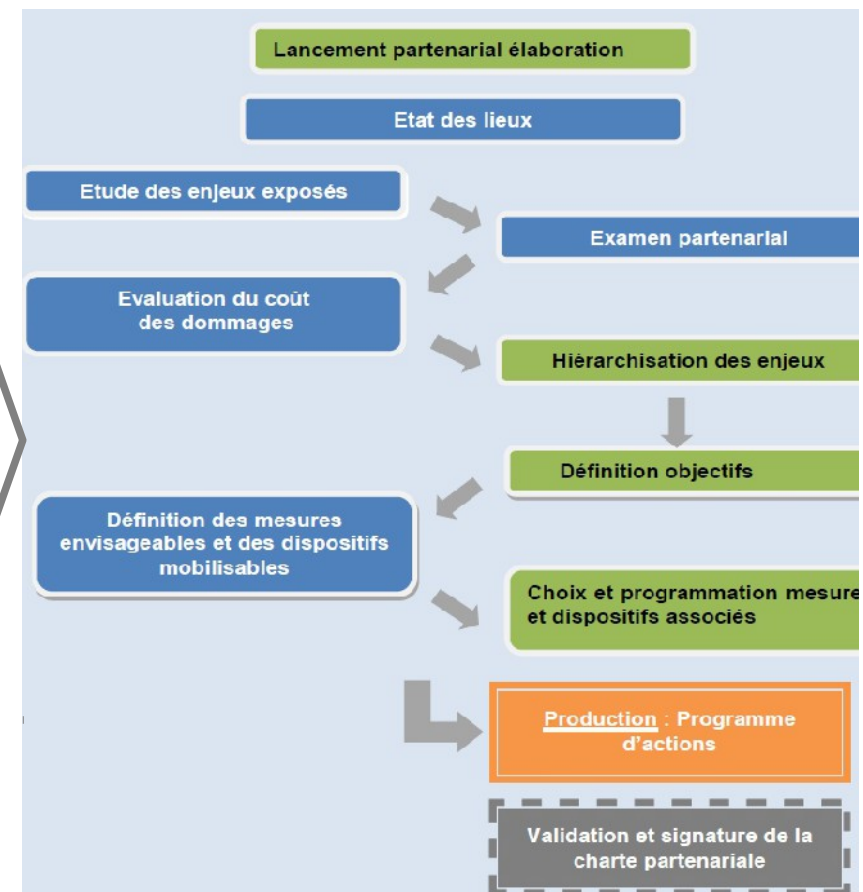 Lancement partenarial élaboration
Etat des lieux
Etude des enjeux exposés
Examen partenarial
Evaluation du coût
des dommages
Hiérarchisation des enjeux
Définition objectifs
Définition des mesures
envisageables et des dispositifs
mobilisables
Choix et programmation mesure
et dispositifs associés
Production : Programme
d'actions
Validation et signature de la
charte partenariale